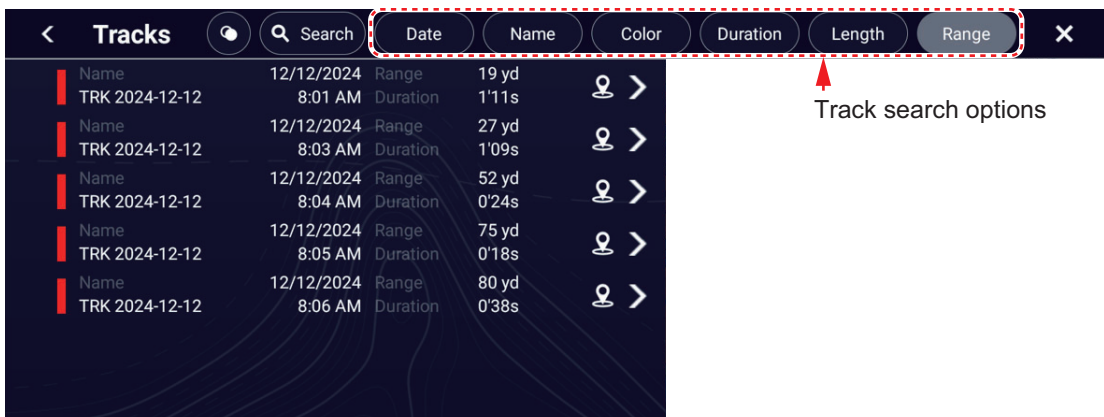 Tracks Search Date Name Color Duration Length Range
Track search options
Name 12/12/2024 Range 19 yd
TRK 2024-12-12 8:01 AM Duration 1'11s
Name 12/12/2024 Range 27 yd
TRK 2024-12-12 8:03 AM Duration 1'09s
Name 12/12/2024 Range 52 yd
TRK 2024-12-12 8:04 AM Duration 0'24s
Name 12/12/2024 Range 75 yd
TRK 2024-12-12 8:05 AM Duration 0'18s
Name 12/12/2024 Range 80 yd
TRK 2024-12-12 8:06 AM Duration 0'38s